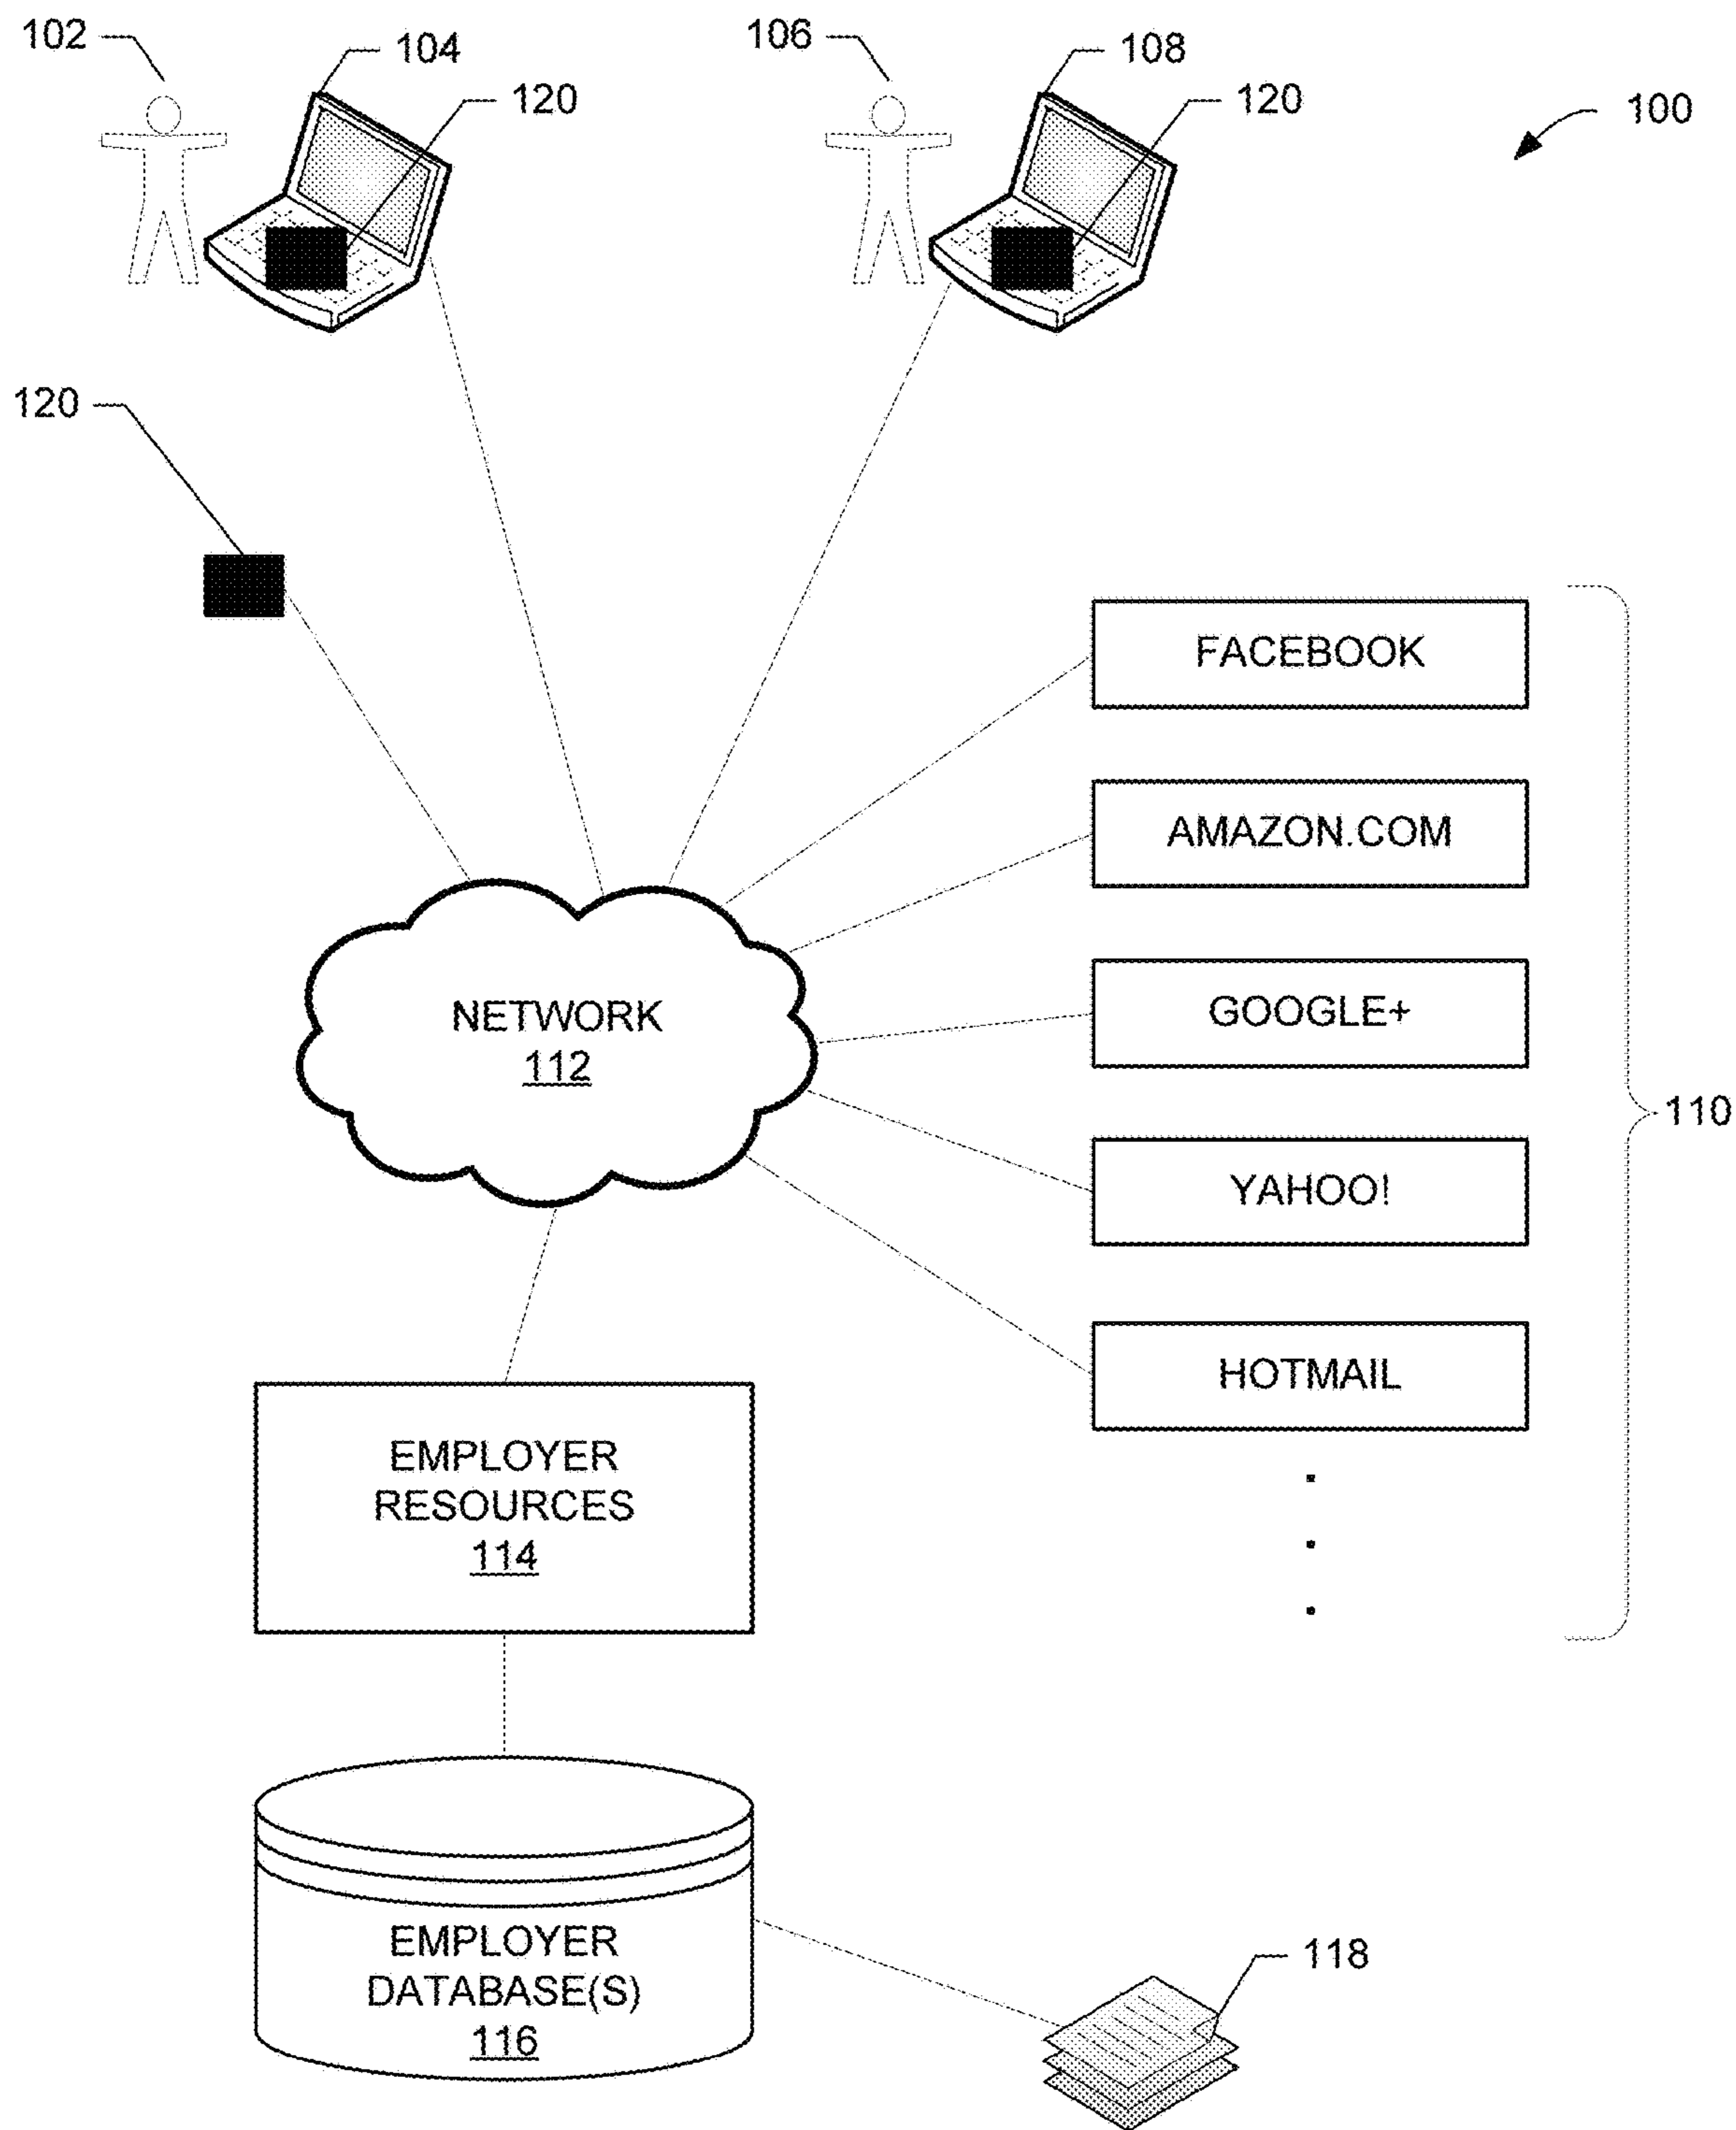 102
104
120
106
108
120
100
120
FACEBOOK
AMAZON.COM
GOOGLE+
YAHOO!
HOTMAIL
110
NETWORK
112
EMPLOYER
RESOURCES
114
EMPLOYER
DATABASE(S)
116
118